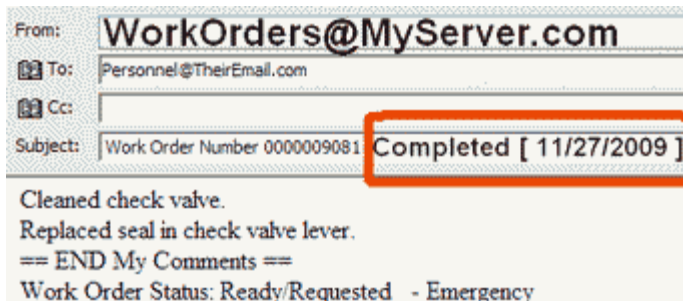 From: WorkOrders@MyServer.com
To: Personnel@TheirEmail.com
Cc:
Subject: Work Order Number 0000009081 Completed [ 11/27/2009 ]
Cleaned check valve.
Replaced seal in check valve lever.
== END My Comments ==
Work Order Status: Ready/Requested - Emergency